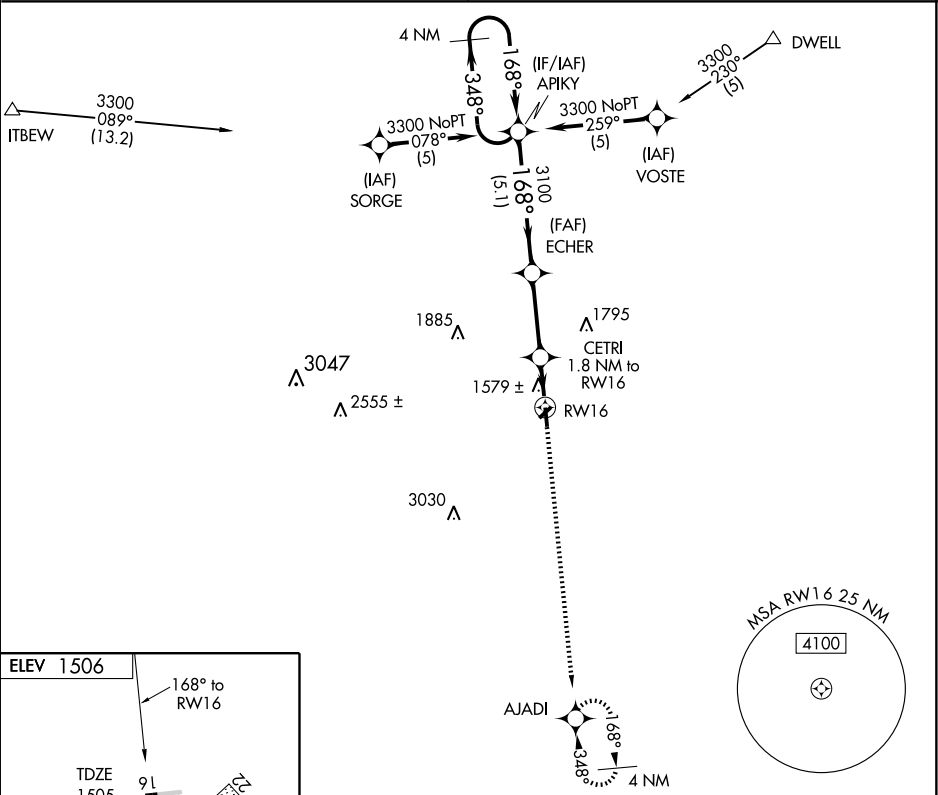 4 NM
348°
168°
(IF/IAF)
APIKY
DWELL
3300
230°
(5)
3300
089°
(13.2)
ITBEW
3300 NoPT
078°
(5)
(IAF)
SORGE
3300 NoPT
259°
(5)
(IAF)
VOSTE
3100
168°
(5.1)
(FAF)
ECHER
1885
1795
CETRI
1.8 NM to
RW16
3047
2555 ±
1579 ±
RW16
3030
MSA RW16 25 NM
4100
AJADI
168°
348°
4 NM
ELEV 1506
168° to
RW16
TDZE
1505
16
22